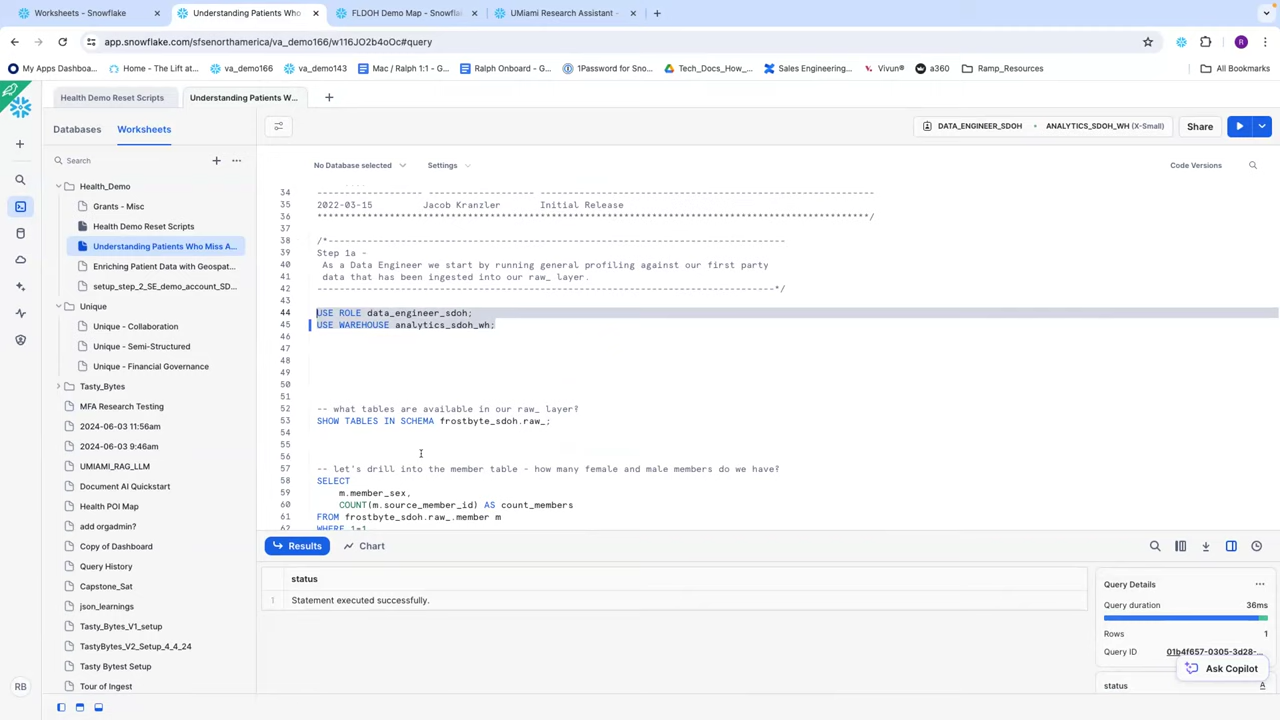 Worksheets - Snowflake
Understanding Patients Who
FLDOH Demo Map - Snowflake
UMiami Research Assistant -
app.snowflake.com/sfsenorthamerica/va_demo166/w116JO2b4oOc#query
My Apps Dashboa...
Home - The Lift at...
va_demo166
va_demo143
Mac / Ralph 1:1 - G...
Ralph Onboard - G...
1Password for Sno...
Tech_Docs_How_...
Sales Engineering...
Vivun®
a360
Ramp_Resources
All Bookmarks
Health Demo Reset Scripts
Understanding Patients W...
Databases
Worksheets
DATA_ENGINEER_SDOH
ANALYTICS_SDOH_WH (X-Small)
Share
Search
No Database selected
Settings
Code Versions
Health_Demo
Grants - Misc
Health Demo Reset Scripts
Understanding Patients Who Miss A...
Enriching Patient Data with Geospat...
setup_step_2_SE_demo_account_SD...
Unique
Unique - Collaboration
Unique - Semi-Structured
Unique - Financial Governance
Tasty_Bytes
MFA Research Testing
2024-06-03 11:56am
2024-06-03 9:46am
UMIAMI_RAG_LLM
Document AI Quickstart
Health POI Map
add orgadmin?
Copy of Dashboard
Query History
Capstone_Sat
json_learnings
Tasty_Bytes_V1_setup
TastyBytes_V2_Setup_4_4_24
Tasty Bytest Setup
Tour of Ingest
RB
34 ------------------- ------------------- ------------------------------------------------------------
35 2022-03-15 Jacob Kranzler Initial Release
36 ****************************************************************************************************/
37
38 /*----------------------------------------------------------------------------------
39 Step 1a -
40 As a Data Engineer we start by running general profiling against our first party
41 data that has been ingested into our raw_ layer.
42 ----------------------------------------------------------------------------------*/
43
44 USE ROLE data_engineer_sdoh;
45 USE WAREHOUSE analytics_sdoh_wh;
46
47
48
49
50
51
52 -- what tables are available in our raw_ layer?
53 SHOW TABLES IN SCHEMA frostbyte_sdoh.raw_;
54
55
56
57 -- let's drill into the member table - how many female and male members do we have?
58 SELECT
59 m.member_sex,
60 COUNT(m.source_member_id) AS count_members
61 FROM frostbyte_sdoh.raw_.member m
62 WHERE 1=1
Results
Chart
status
1 Statement executed successfully.
Query Details
...
Query duration
36ms
Rows
1
Query ID
01b4f657-0305-3d28-...
Ask Copilot
status
A